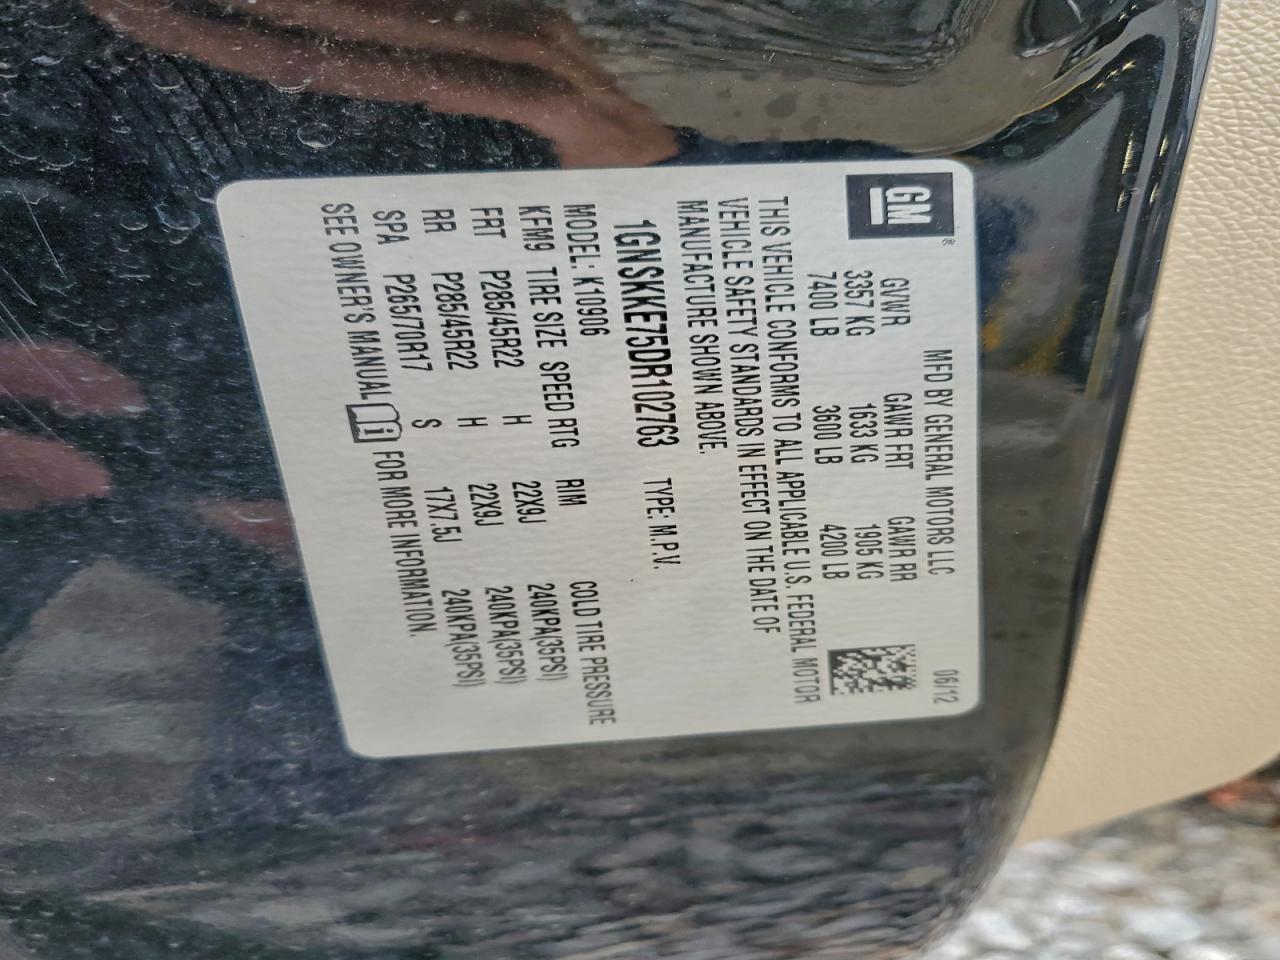 GM ®
MFD BY GENERAL MOTORS LLC 06/12
GVWR GAWR FRT GAWR RR
3357 KG 1633 KG 1905 KG
7400 LB 3600 LB 4200 LB
THIS VEHICLE CONFORMS TO ALL APPLICABLE U.S. FEDERAL MOTOR
VEHICLE SAFETY STANDARDS IN EFFECT ON THE DATE OF
MANUFACTURE SHOWN ABOVE.
1GNSKKE75DR102763 TYPE: M.P.V.
MODEL: K10906
KFM9 TIRE SIZE SPEED RTG RIM COLD TIRE PRESSURE
FRT P285/45R22 H 22X9J 240KPA(35PSI)
RR P285/45R22 H 22X9J 240KPA(35PSI)
SPA P265/70R17 S 17X7.5J 240KPA(35PSI)
SEE OWNER'S MANUAL i FOR MORE INFORMATION.